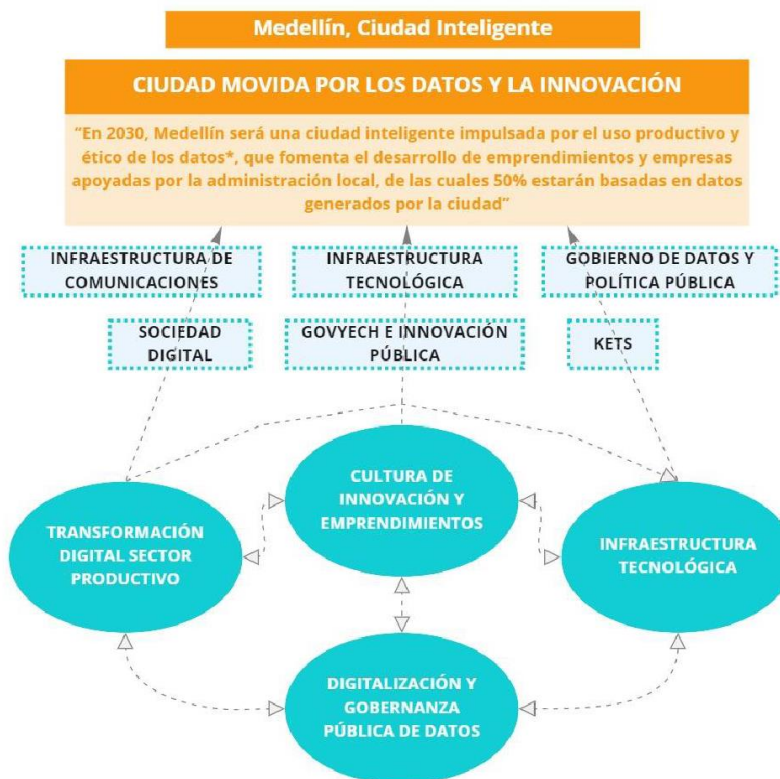 Medellín, Ciudad Inteligente
CIUDAD MOVIDA POR LOS DATOS Y LA INNOVACIÓN
"En 2030, Medellín será una ciudad inteligente impulsada por el uso productivo y
ético de los datos*, que fomenta el desarrollo de emprendimientos y empresas
apoyadas por la administración local, de las cuales 50% estarán basadas en datos
generados por la ciudad"
INFRAESTRUCTURA DE
COMUNICACIONES
INFRAESTRUCTURA
TECNOLÓGICA
GOBIERNO DE DATOS Y
POLÍTICA PÚBLICA
SOCIEDAD
DIGITAL
GOVYECH E INNOVACIÓN
PÚBLICA
KETS
CULTURA DE
INNOVACIÓN Y
EMPRENDIMIENTOS
TRANSFORMACIÓN
DIGITAL SECTOR
PRODUCTIVO
INFRAESTRUCTURA
TECNOLÓGICA
DIGITALIZACIÓN Y
GOBERNANZA
PÚBLICA DE DATOS